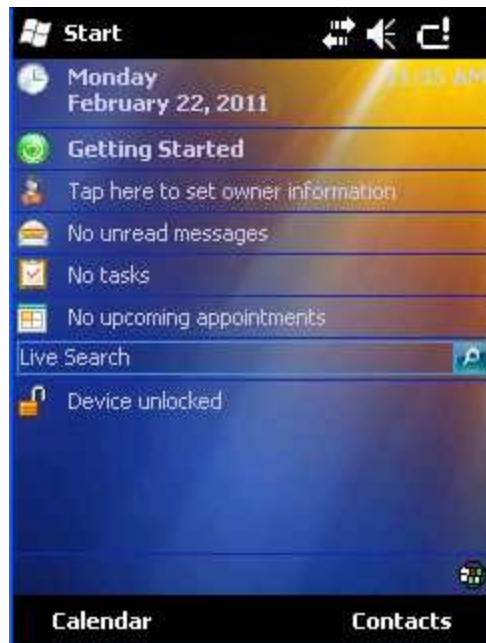 Start
Monday
February 22, 2011
Getting Started
Tap here to set owner information
No unread messages
No tasks
No upcoming appointments
Live Search
Device unlocked
Calendar Contacts